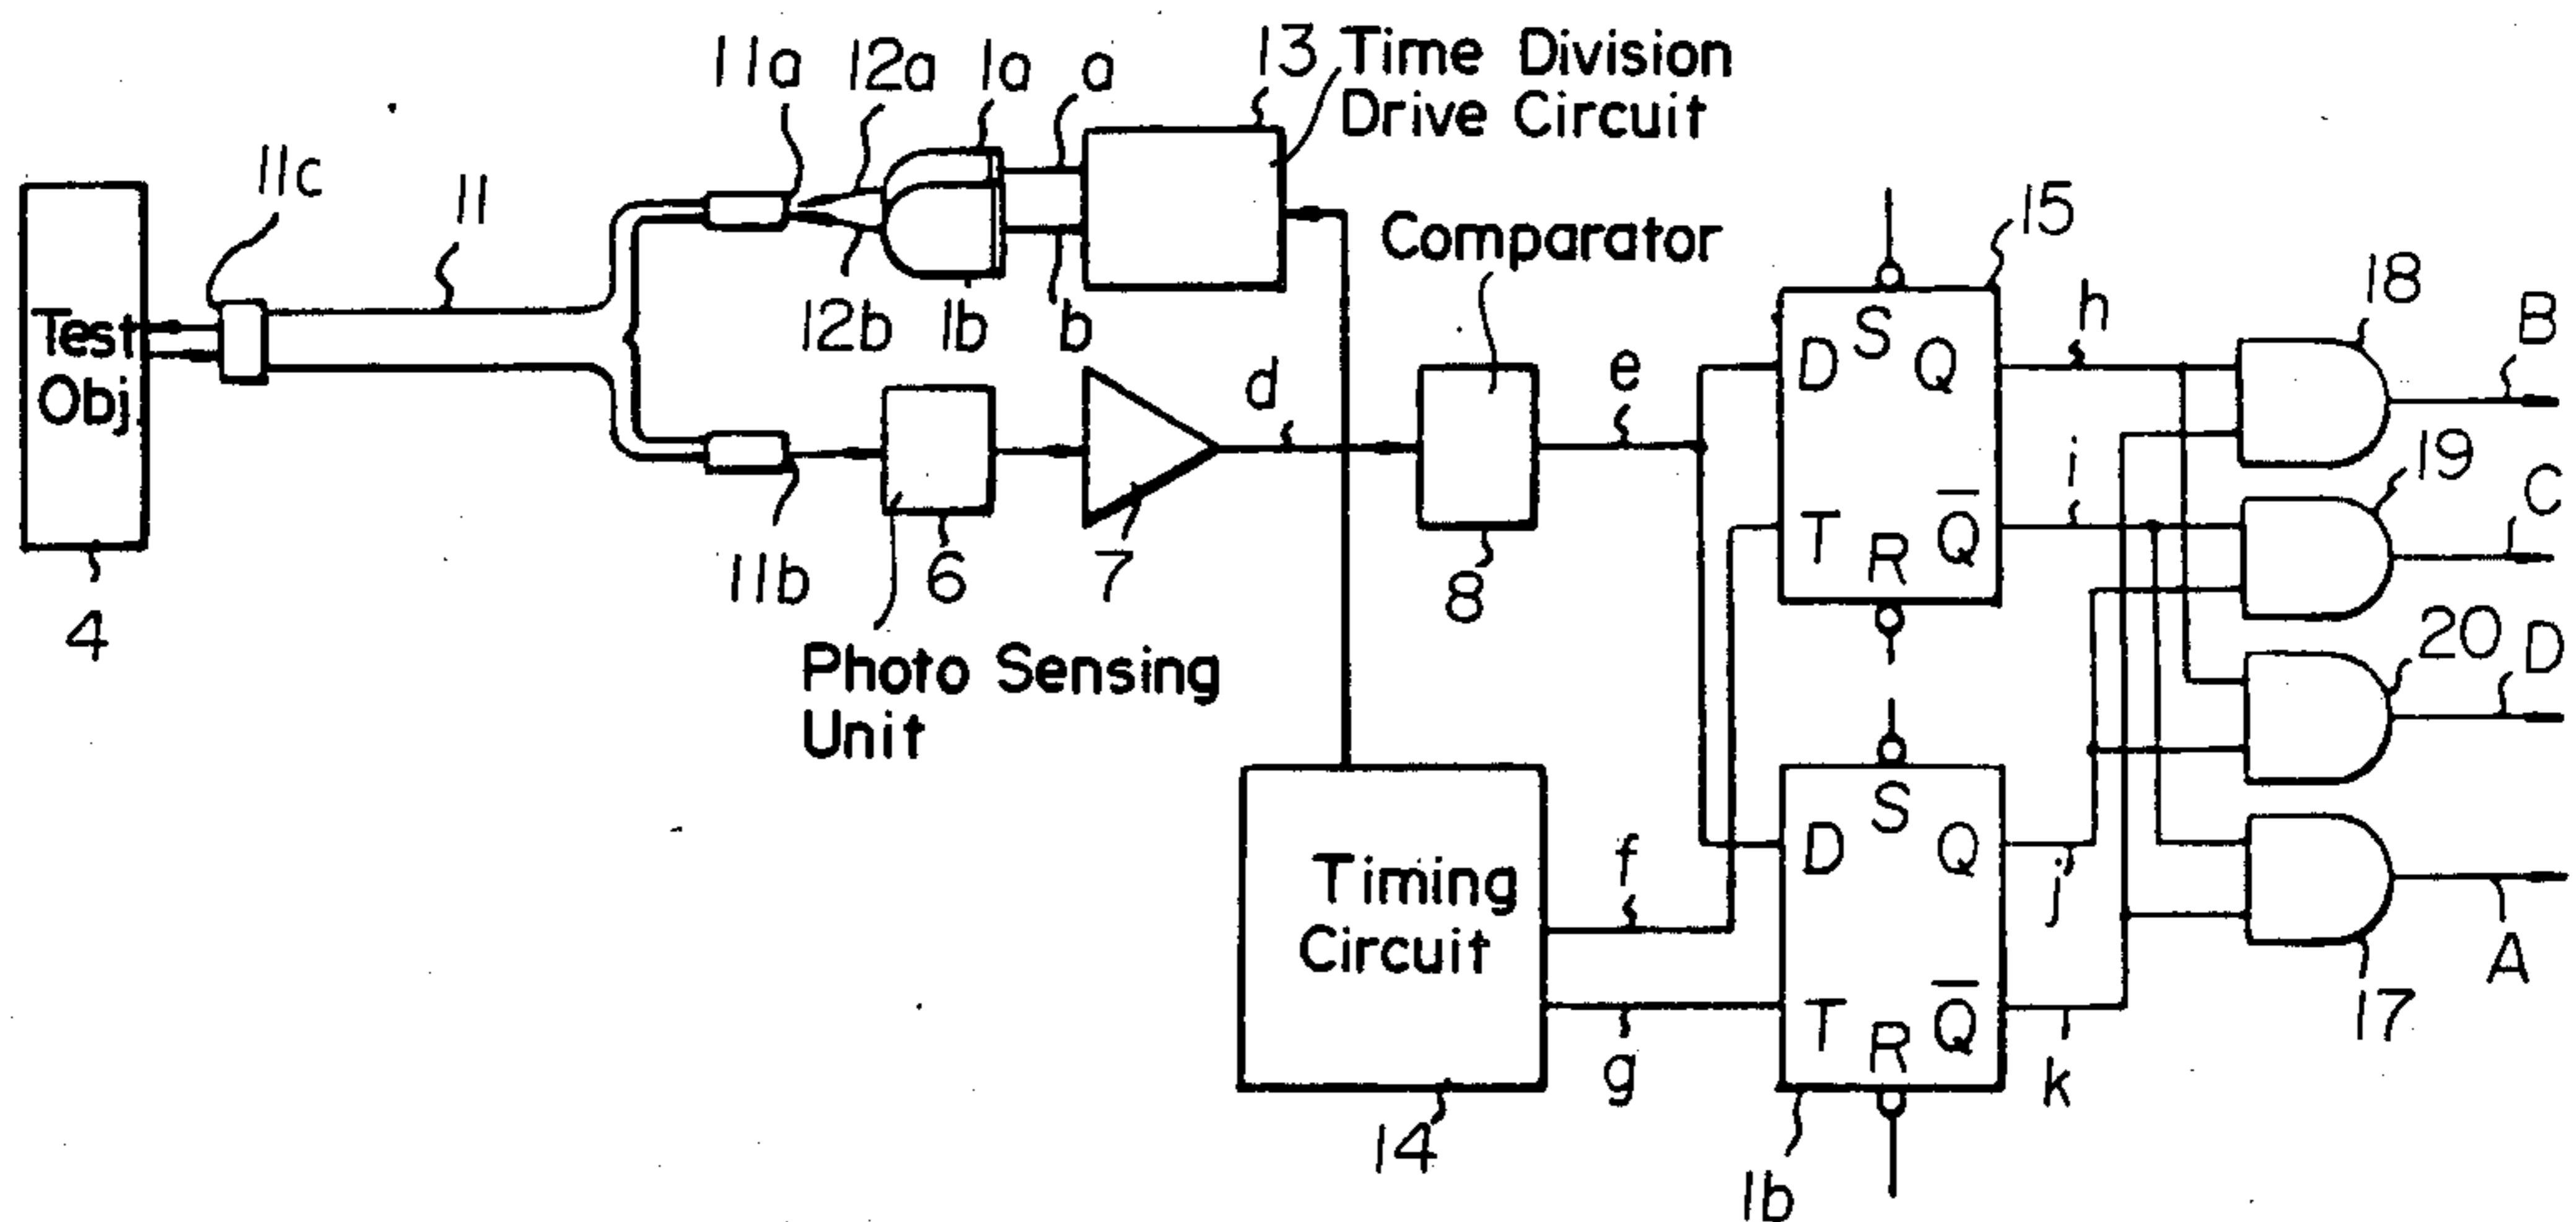 13 Time Division
Drive Circuit
11a 12a 1a a
11c 11
Test
Obj.
4
12b 1b b
Comparator
15
18
B
h
S
D Q
e
d
i
19
C
T R Q̅
11b 6 7 8
20 D
Photo Sensing
Unit
S
D Q
f
j
Timing
Circuit
A
17
T R Q̅
g
k
14
1b